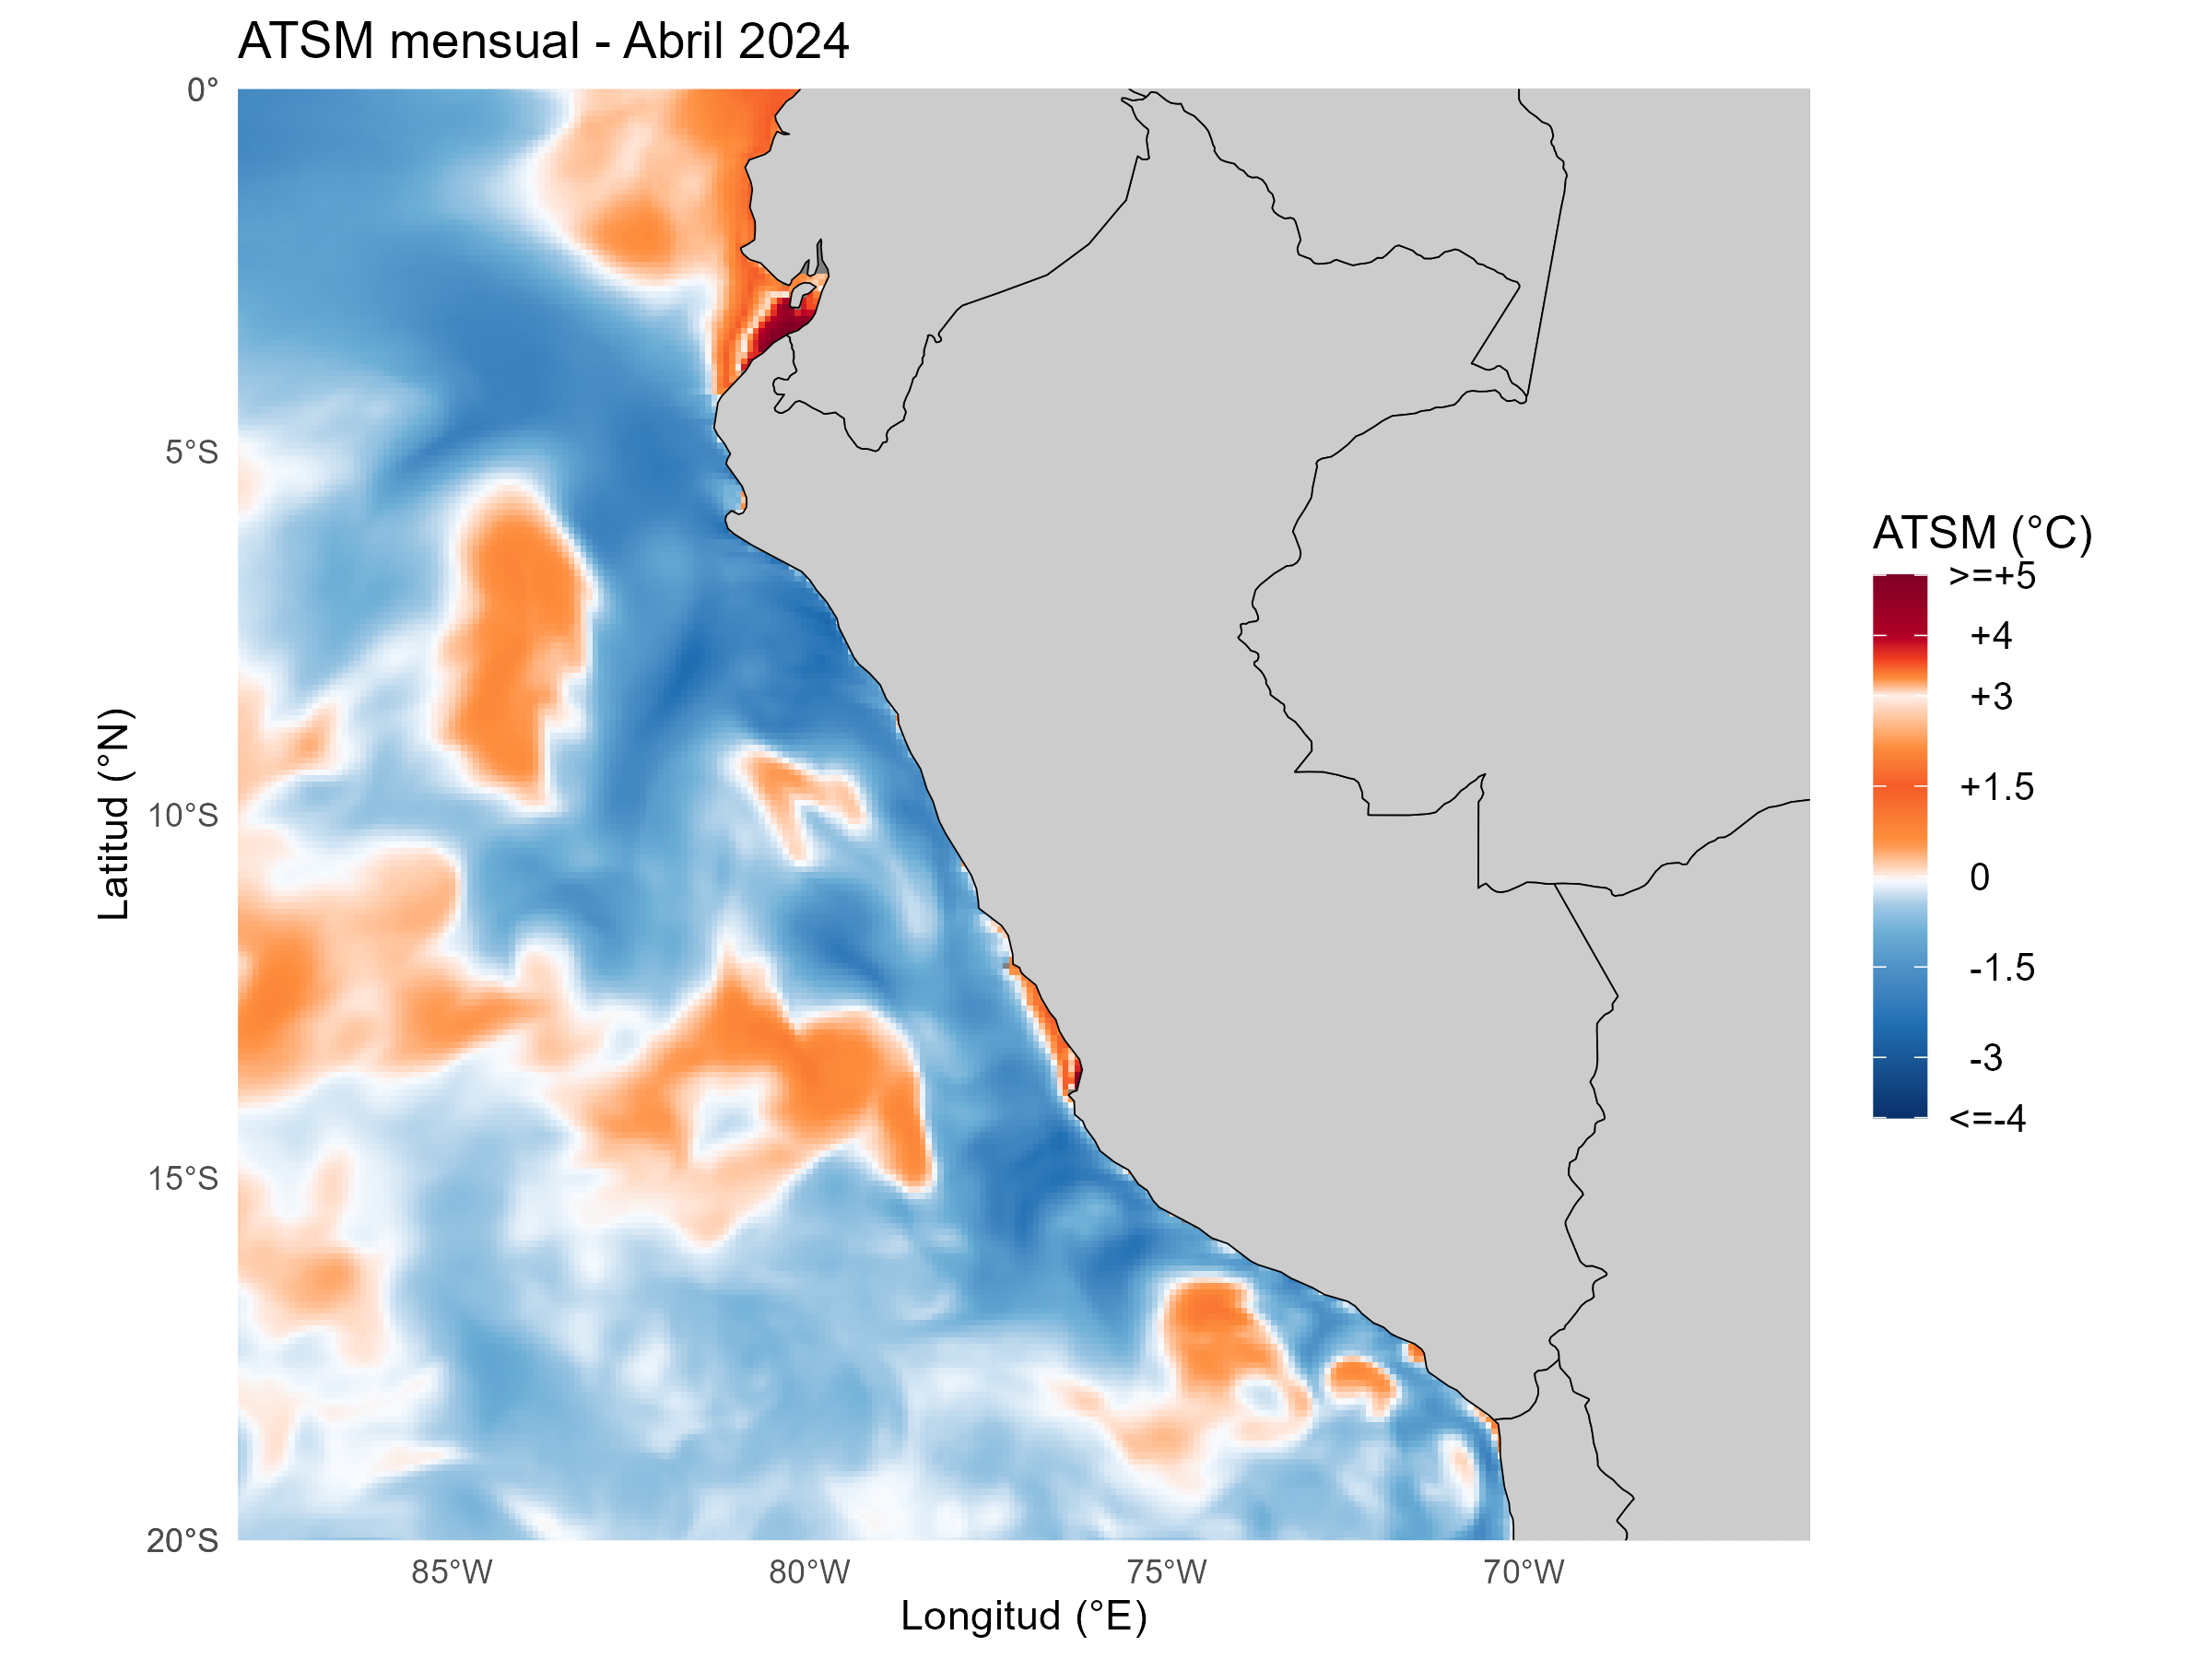 ATSM mensual - Abril 2024
0°
5°S
10°S
15°S
20°S
Latitud (°N)
85°W
80°W
75°W
70°W
Longitud (°E)
ATSM (°C)
>=+5
+4
+3
+1.5
0
-1.5
-3
<=-4